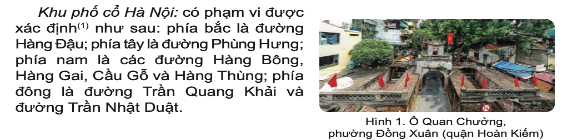 Khu phố cổ Hà Nội: có phạm vi được
xác định(1) như sau: phía bắc là đường
Hàng Đậu; phía tây là đường Phùng Hưng;
phía nam là các đường Hàng Bông,
Hàng Gai, Cầu Gỗ và Hàng Thùng; phía
đông là đường Trần Quang Khải và
đường Trần Nhật Duật.
Hình 1. Ô Quan Chưởng,
phường Đồng Xuân (quận Hoàn Kiếm)